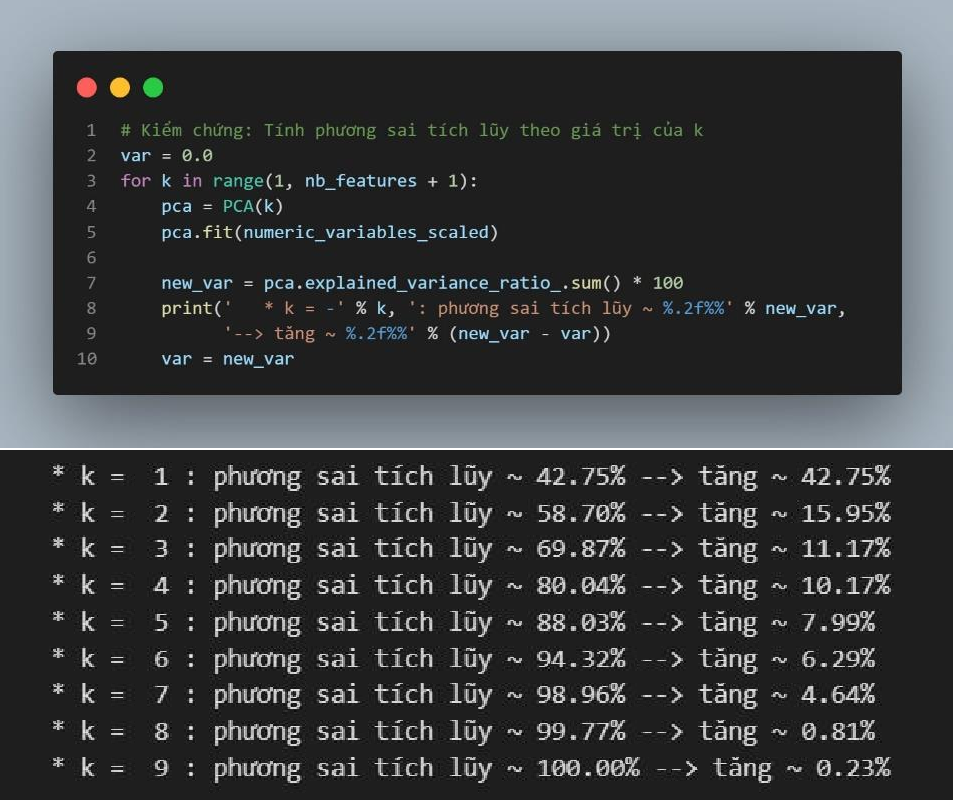 1 # Kiểm chứng: Tính phương sai tích lũy theo giá trị của k
2 var = 0.0
3 for k in range(1, nb_features + 1):
4 pca = PCA(k)
5 pca.fit(numeric_variables_scaled)
6
7 new_var = pca.explained_variance_ratio_.sum() * 100
8 print('   * k = -' % k, ': phương sai tích lũy ~ %.2f%%' % new_var,
9 '--> tăng ~ %.2f%%' % (new_var - var))
10 var = new_var
* k =  1 : phương sai tích lũy ~ 42.75% --> tăng ~ 42.75%
* k =  2 : phương sai tích lũy ~ 58.70% --> tăng ~ 15.95%
* k =  3 : phương sai tích lũy ~ 69.87% --> tăng ~ 11.17%
* k =  4 : phương sai tích lũy ~ 80.04% --> tăng ~ 10.17%
* k =  5 : phương sai tích lũy ~ 88.03% --> tăng ~ 7.99%
* k =  6 : phương sai tích lũy ~ 94.32% --> tăng ~ 6.29%
* k =  7 : phương sai tích lũy ~ 98.96% --> tăng ~ 4.64%
* k =  8 : phương sai tích lũy ~ 99.77% --> tăng ~ 0.81%
* k =  9 : phương sai tích lũy ~ 100.00% --> tăng ~ 0.23%